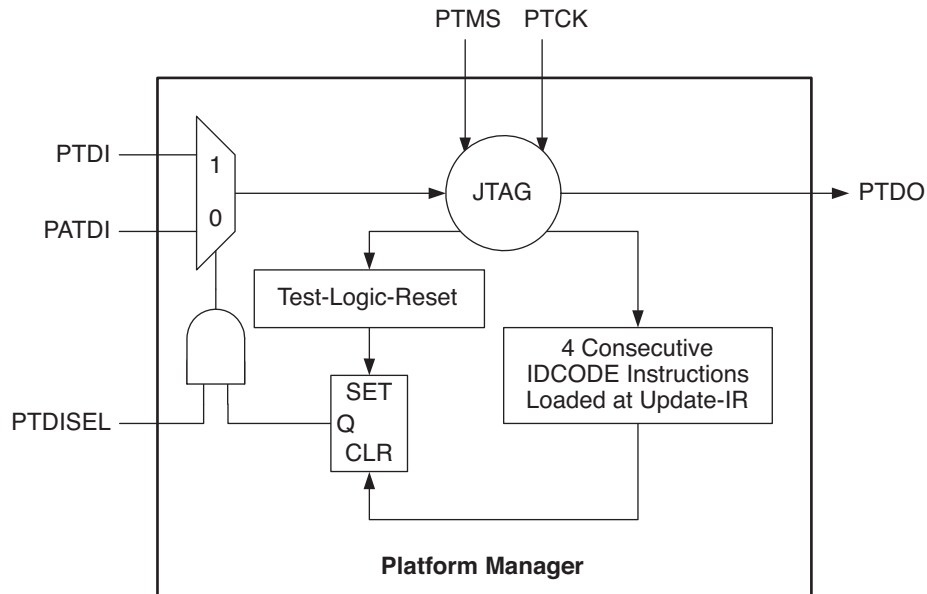 PTMS
PTCK
PTDI
1
JTAG
PTDO
PATDI
0
Test-Logic-Reset
4 Consecutive
IDCODE Instructions
Loaded at Update-IR
SET
PTDISEL
Q
CLR
Platform Manager